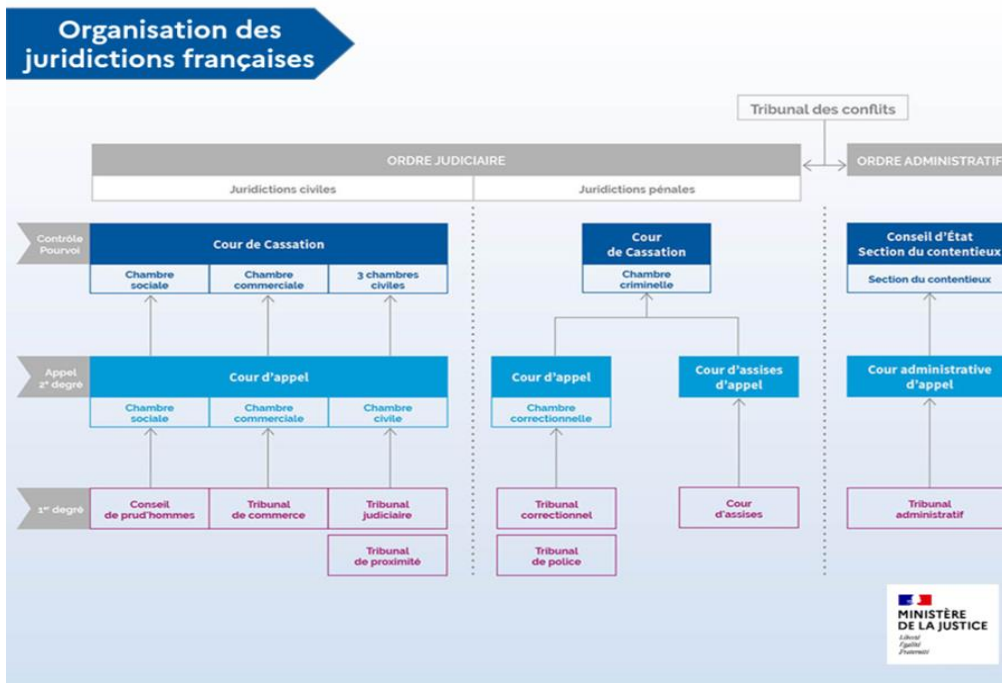 Organisation des
juridictions françaises
Tribunal des conflits
ORDRE JUDICIAIRE
ORDRE ADMINISTRATIF
Juridictions civiles
Juridictions pénales
Contrôle
Pourvoi
Cour de Cassation
Cour
de Cassation
Conseil d'État
Section du contentieux
Chambre
sociale
Chambre
commerciale
3 chambres
civiles
Chambre
criminelle
Section du contentieux
Appel
2e degré
Cour d'appel
Cour d'appel
Cour d'assises
d'appel
Cour administrative
d'appel
Chambre
sociale
Chambre
commerciale
Chambre
civile
Chambre
correctionnelle
1er degré
Conseil
de prud'hommes
Tribunal
de commerce
Tribunal
judiciaire
Tribunal
correctionnel
Cour
d'assises
Tribunal
administratif
Tribunal
de proximité
Tribunal
de police
MINISTÈRE
DE LA JUSTICE
Liberté
Égalité
Fraternité